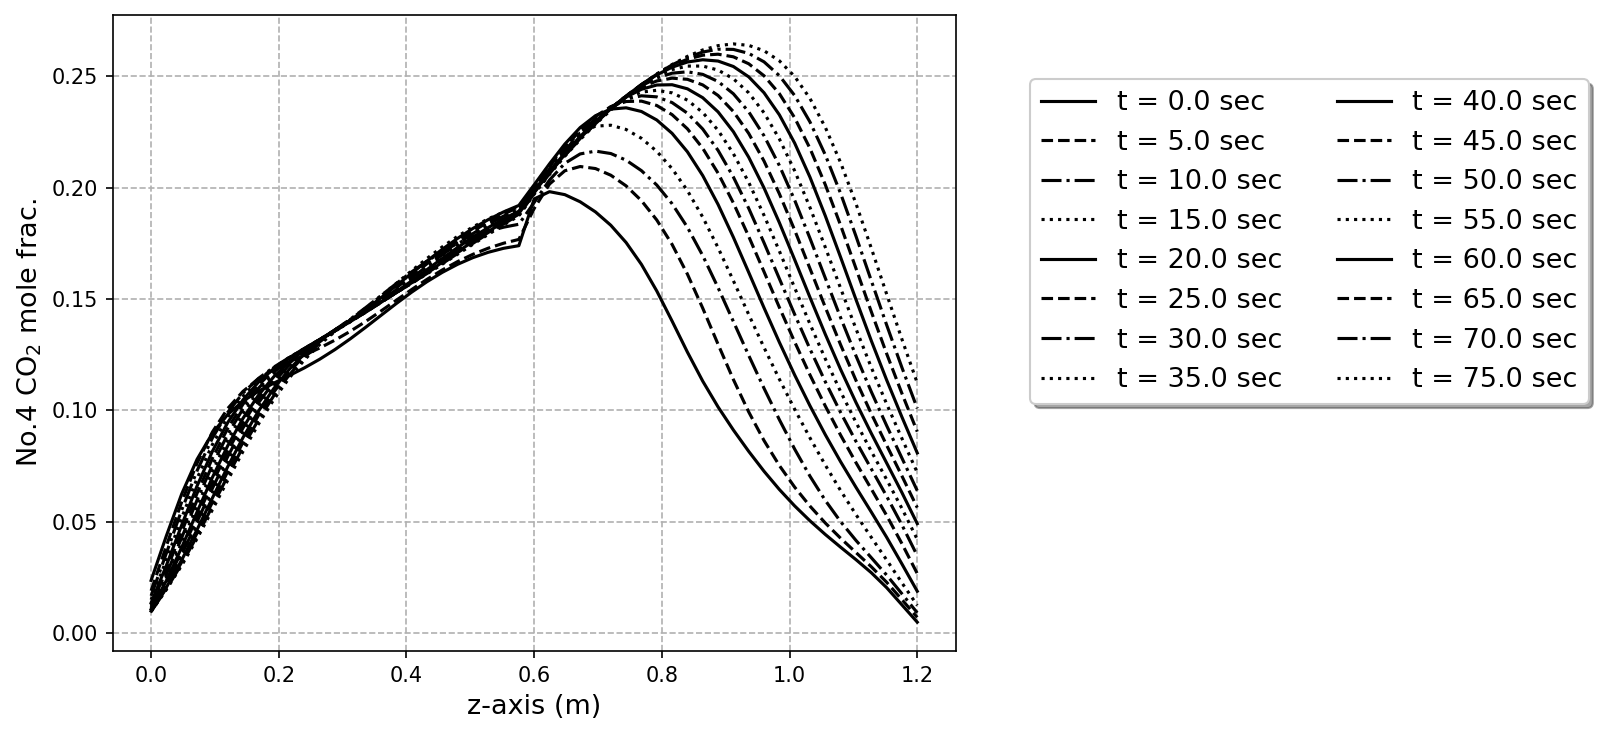 No.4 CO₂ mole frac.
0.25
0.20
0.15
0.10
0.05
0.00
0.0 0.2 0.4 0.6 0.8 1.0 1.2
z-axis (m)
t = 0.0 sec
t = 5.0 sec
t = 10.0 sec
t = 15.0 sec
t = 20.0 sec
t = 25.0 sec
t = 30.0 sec
t = 35.0 sec
t = 40.0 sec
t = 45.0 sec
t = 50.0 sec
t = 55.0 sec
t = 60.0 sec
t = 65.0 sec
t = 70.0 sec
t = 75.0 sec